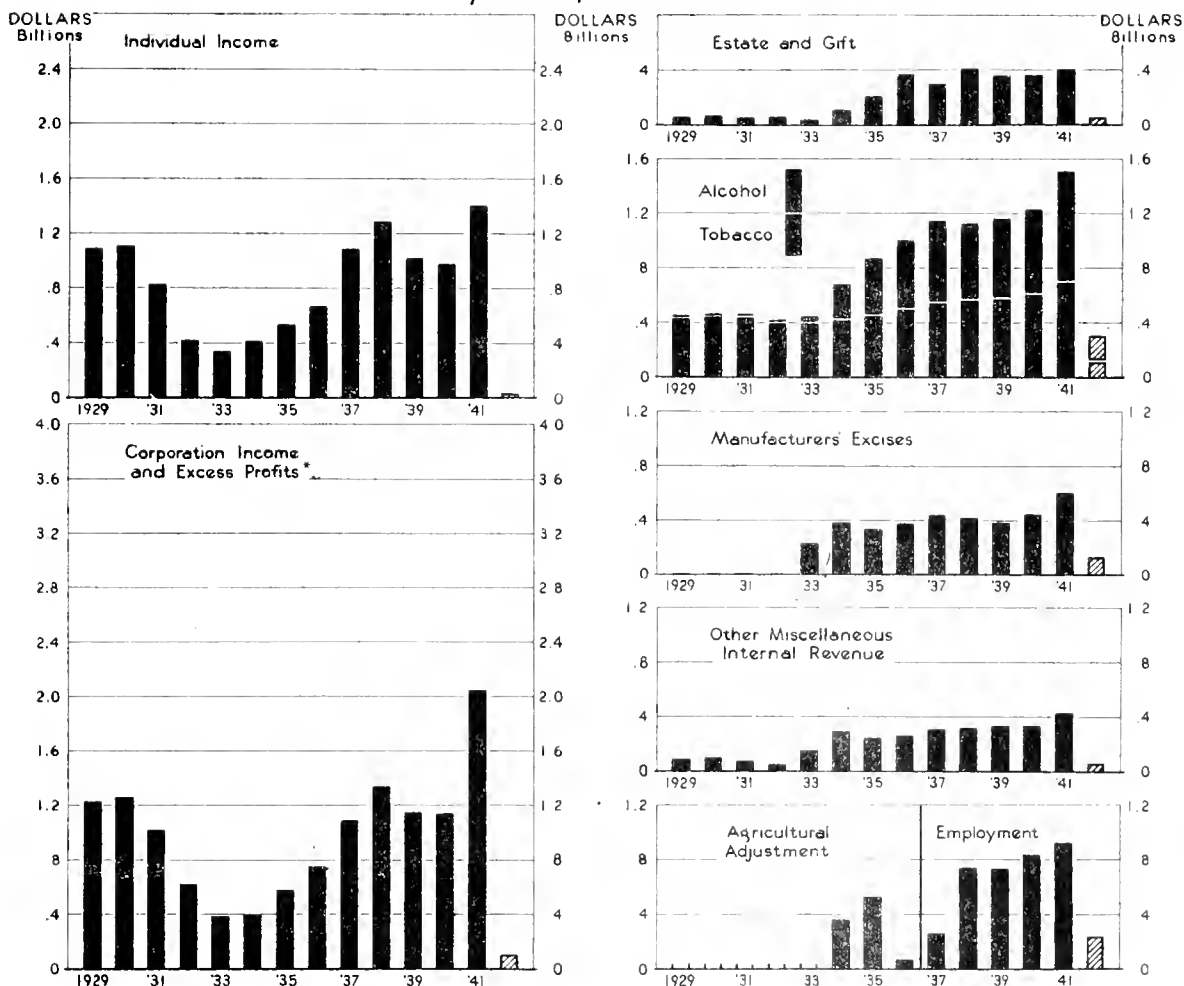 DOLLARS
Billions
Individual Income
DOLLARS
Billions
2.4
2.4
2.0
2.0
1.6
1.6
1.2
1.2
.8
.8
.4
.4
0
0
1929 '31 '33 '35 '37 '39 '41
4.0
4.0
Corporation Income
and Excess Profits*
3.6
3.6
3.2
3.2
2.8
2.8
2.4
2.4
2.0
2.0
1.6
1.6
1.2
1.2
.8
.8
.4
.4
0
0
1929 '31 '33 '35 '37 '39 '41
DOLLARS
Billions
Estate and Gift
.4
.4
0
0
1929 '31 '33 '35 '37 '39 '41
1.6
1.6
Alcohol
1.2
1.2
Tobacco
.8
.8
.4
.4
0
0
1929 '31 '33 '35 '37 '39 '41
1.2
1.2
Manufacturers' Excises
.8
.8
.4
.4
0
0
1929 '31 '33 '35 '37 '39 '41
1.2
1.2
Other Miscellaneous
Internal Revenue
.8
.8
.4
.4
0
0
1929 '31 '33 '35 '37 '39 '41
1.2
1.2
Agricultural
Adjustment
Employment
.8
.8
.4
.4
0
0
1929 '31 '33 '35 '37 '39 '41